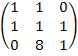 ( 1 1 0 )
( 1 1 1 )
( 0 8 1 )